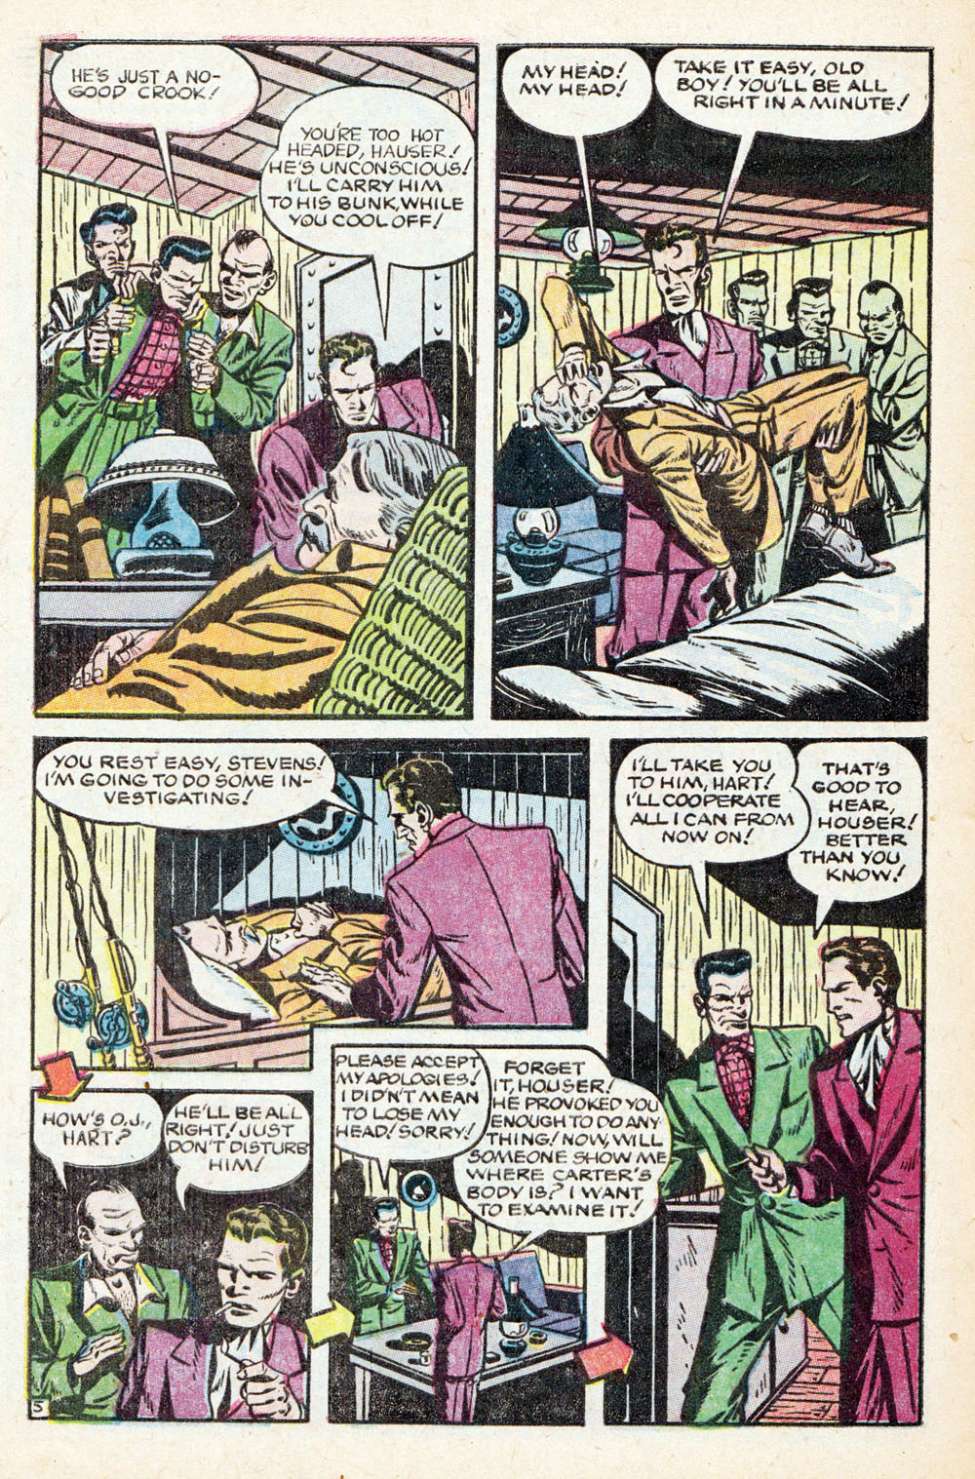 HE'S JUST A NO-
GOOD CROOK!
YOU'RE TOO HOT
HEADED, HAUSER!
HE'S UNCONSCIOUS!
I'LL CARRY HIM
TO HIS BUNK, WHILE
YOU COOL OFF!
MY HEAD!
MY HEAD!
TAKE IT EASY, OLD
BOY! YOU'LL BE ALL
RIGHT IN A MINUTE!
YOU REST EASY, STEVENS!
I'M GOING TO DO SOME IN-
VESTIGATING!
HOW'S O.J.,
HART?
HE'LL BE ALL
RIGHT! JUST
DON'T DISTURB
HIM!
PLEASE ACCEPT
MY APOLOGIES!
I DIDN'T MEAN
TO LOSE MY
HEAD! SORRY!
FORGET
IT, HOUSER!
HE PROVOKED YOU
ENOUGH TO DO ANY
THING! NOW, WILL
SOMEONE SHOW ME
WHERE CARTER'S
BODY IS? I WANT
TO EXAMINE IT!
I'LL TAKE YOU
TO HIM, HART!
I'LL COOPERATE
ALL I CAN FROM
NOW ON!
THAT'S
GOOD TO
HEAR,
HOUSER!
BETTER
THAN YOU
KNOW!
5